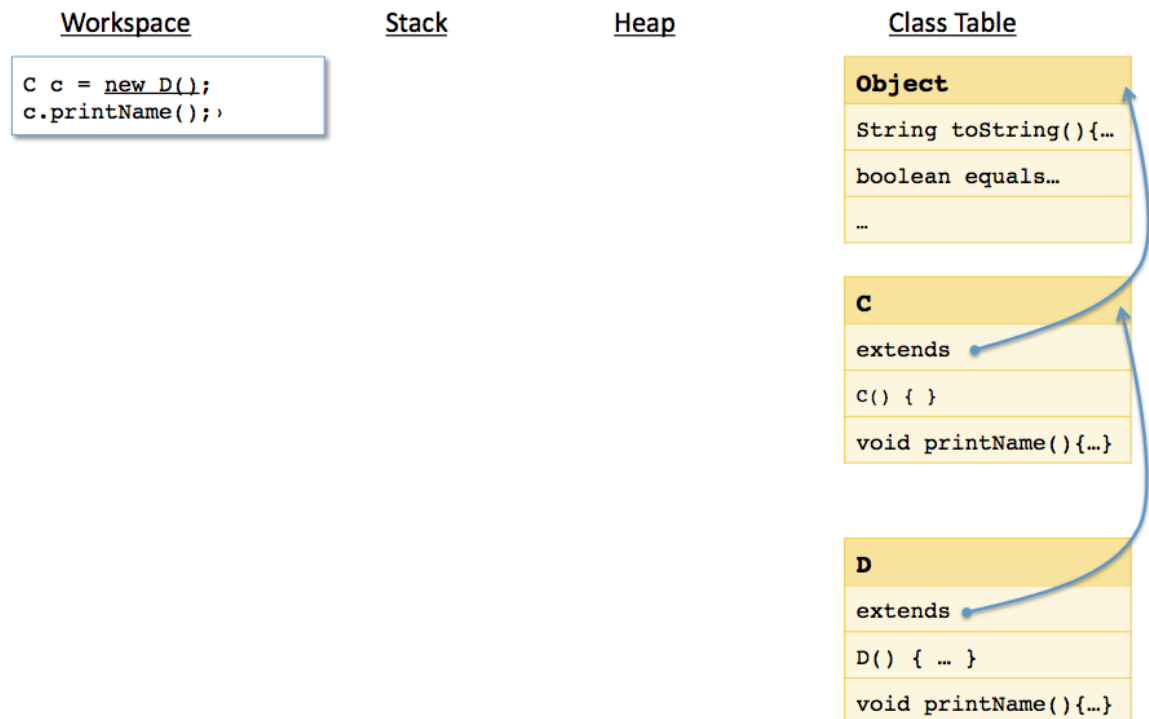 Workspace
Stack
Heap
Class Table
C c = new D();
c.printName();›
Object
String toString(){…
boolean equals…
…
C
extends
C() { }
void printName(){…}
D
extends
D() { … }
void printName(){…}